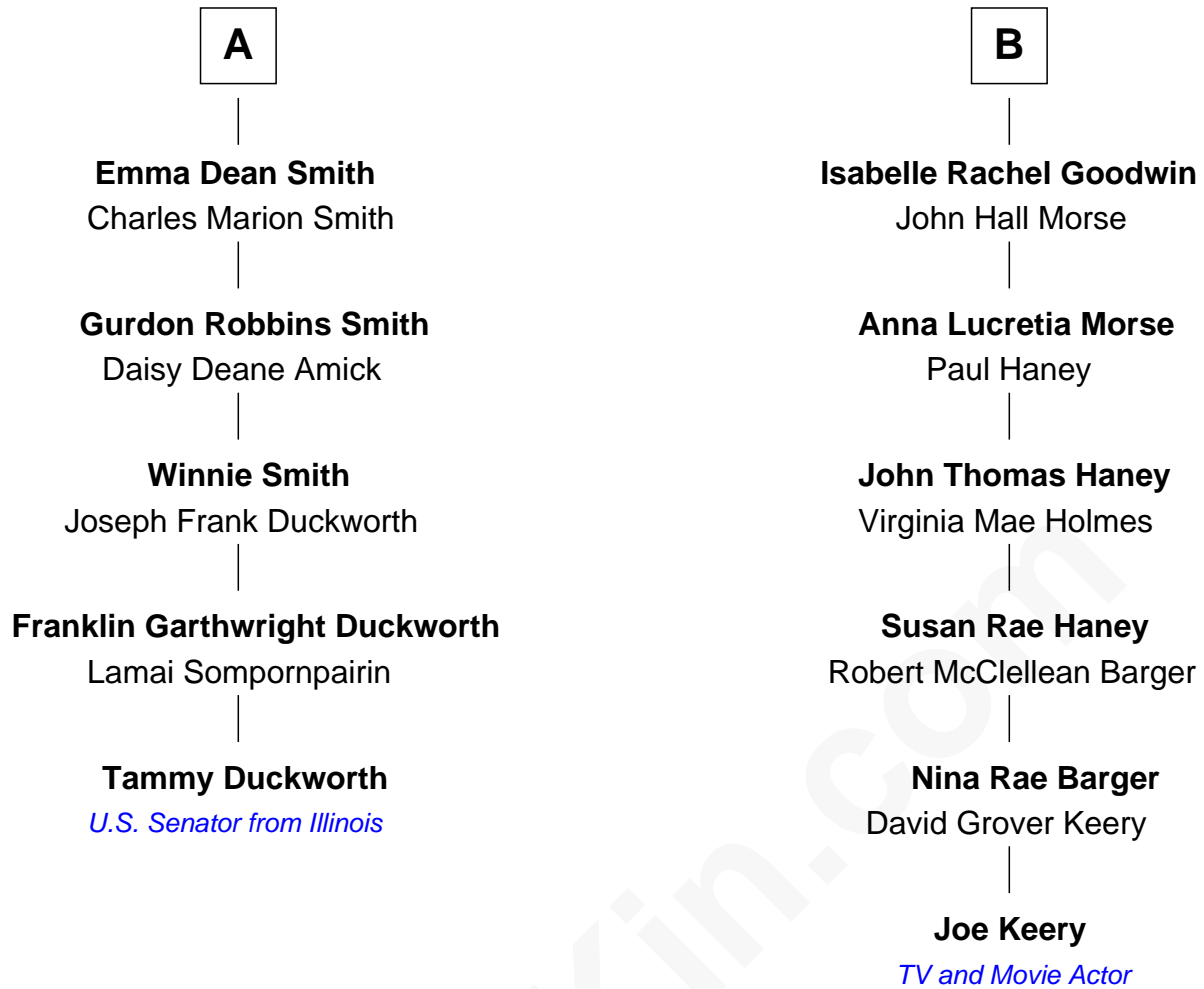 A
Emma Dean Smith
Charles Marion Smith
Gurdon Robbins Smith
Daisy Deane Amick
Winnie Smith
Joseph Frank Duckworth
Franklin Garthwright Duckworth
Lamai Sompornpairin
Tammy Duckworth
U.S. Senator from Illinois
B
Isabelle Rachel Goodwin
John Hall Morse
Anna Lucretia Morse
Paul Haney
John Thomas Haney
Virginia Mae Holmes
Susan Rae Haney
Robert McClellean Barger
Nina Rae Barger
David Grover Keery
Joe Keery
TV and Movie Actor
Kin.com